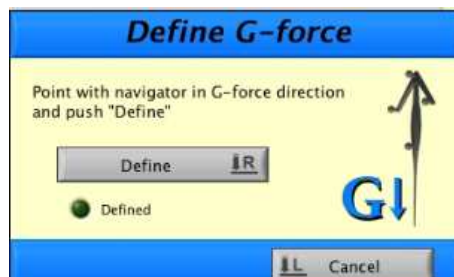 Define G-force
Point with navigator in G-force direction
and push "Define"
Define R
Defined
G
L Cancel